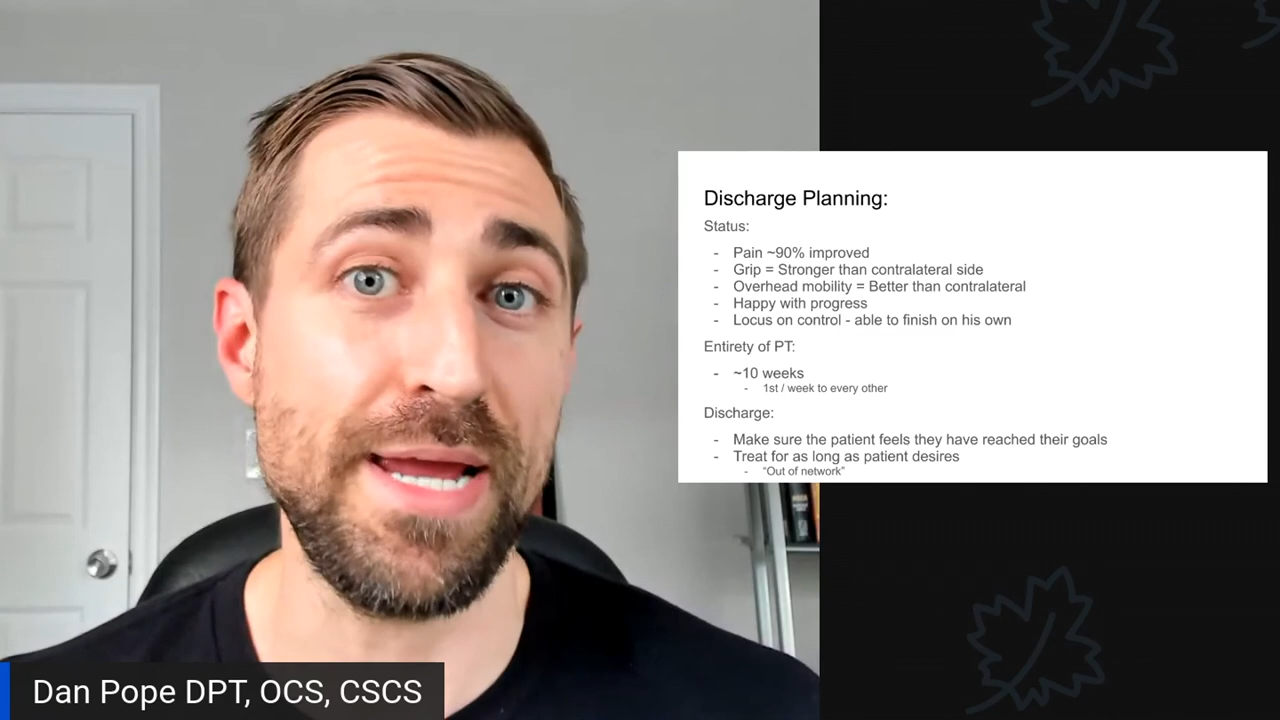 Discharge Planning:
Status:
- Pain ~90% improved
- Grip = Stronger than contralateral side
- Overhead mobility = Better than contralateral
- Happy with progress
- Locus on control - able to finish on his own
Entirety of PT:
- ~10 weeks
- 1st / week to every other
Discharge:
- Make sure the patient feels they have reached their goals
- Treat for as long as patient desires
- “Out of network”
Dan Pope DPT, OCS, CSCS